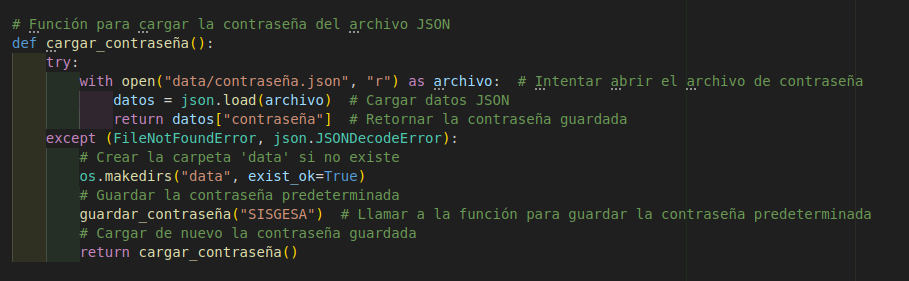 # Función para cargar la contraseña del archivo JSON
def cargar_contraseña():
    try:
        with open("data/contraseña.json", "r") as archivo:  # Intentar abrir el archivo de contraseña
            datos = json.load(archivo)  # Cargar datos JSON
            return datos["contraseña"]  # Retornar la contraseña guardada
    except (FileNotFoundError, json.JSONDecodeError):
        # Crear la carpeta 'data' si no existe
        os.makedirs("data", exist_ok=True)
        # Guardar la contraseña predeterminada
        guardar_contraseña("SISGESA")  # Llamar a la función para guardar la contraseña predeterminada
        # Cargar de nuevo la contraseña guardada
        return cargar_contraseña()